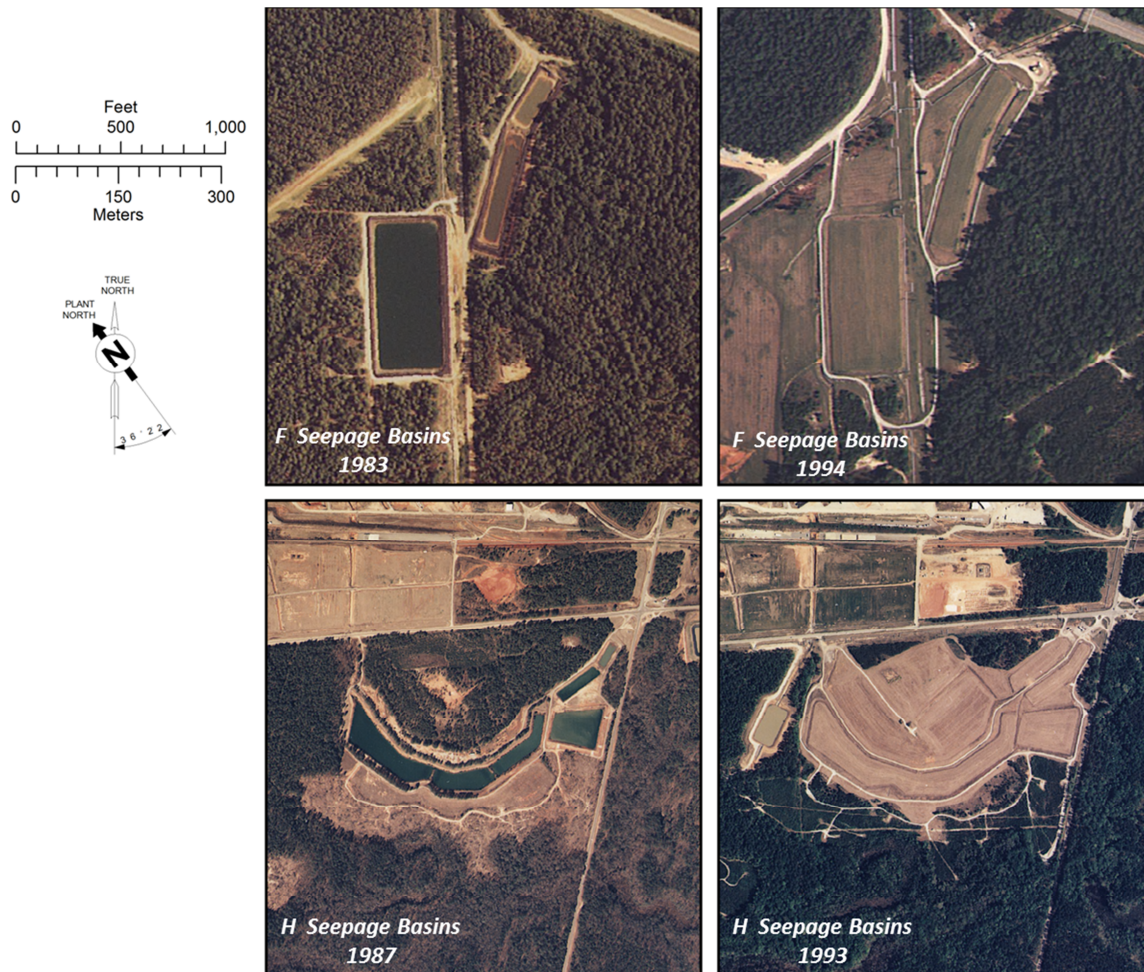 Feet
0 500 1,000
0 150 300
Meters
TRUE
NORTH
PLANT
NORTH
N
36°22'
F Seepage Basins
1983
F Seepage Basins
1994
H Seepage Basins
1987
H Seepage Basins
1993